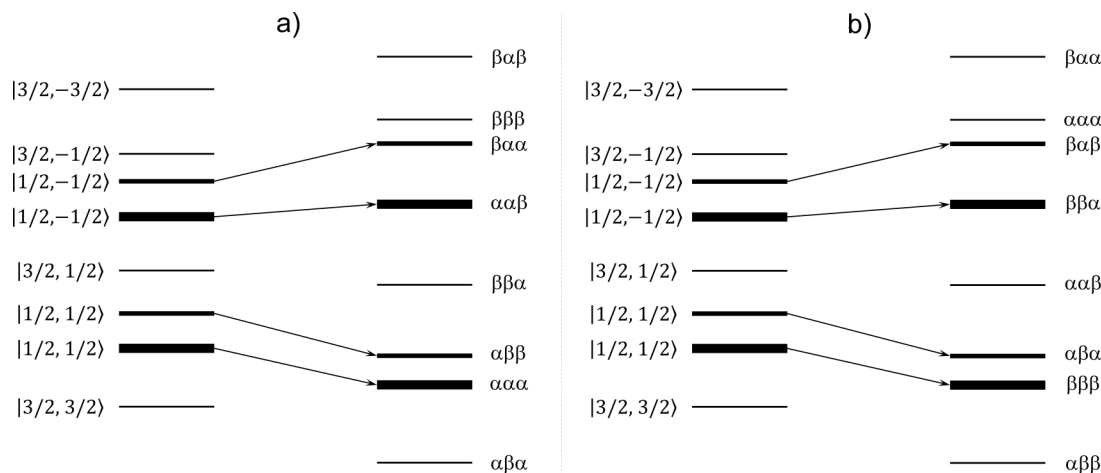 a)
|3/2,−3/2⟩
|3/2,−1/2⟩
|1/2,−1/2⟩
|1/2,−1/2⟩
|3/2, 1/2⟩
|1/2, 1/2⟩
|1/2, 1/2⟩
|3/2, 3/2⟩
βαβ
βββ
βαα
ααβ
ββα
αββ
ααα
αβα
b)
|3/2,−3/2⟩
|3/2,−1/2⟩
|1/2,−1/2⟩
|1/2,−1/2⟩
|3/2, 1/2⟩
|1/2, 1/2⟩
|1/2, 1/2⟩
|3/2, 3/2⟩
βαα
ααα
βαβ
ββα
ααβ
αβα
βββ
αββ